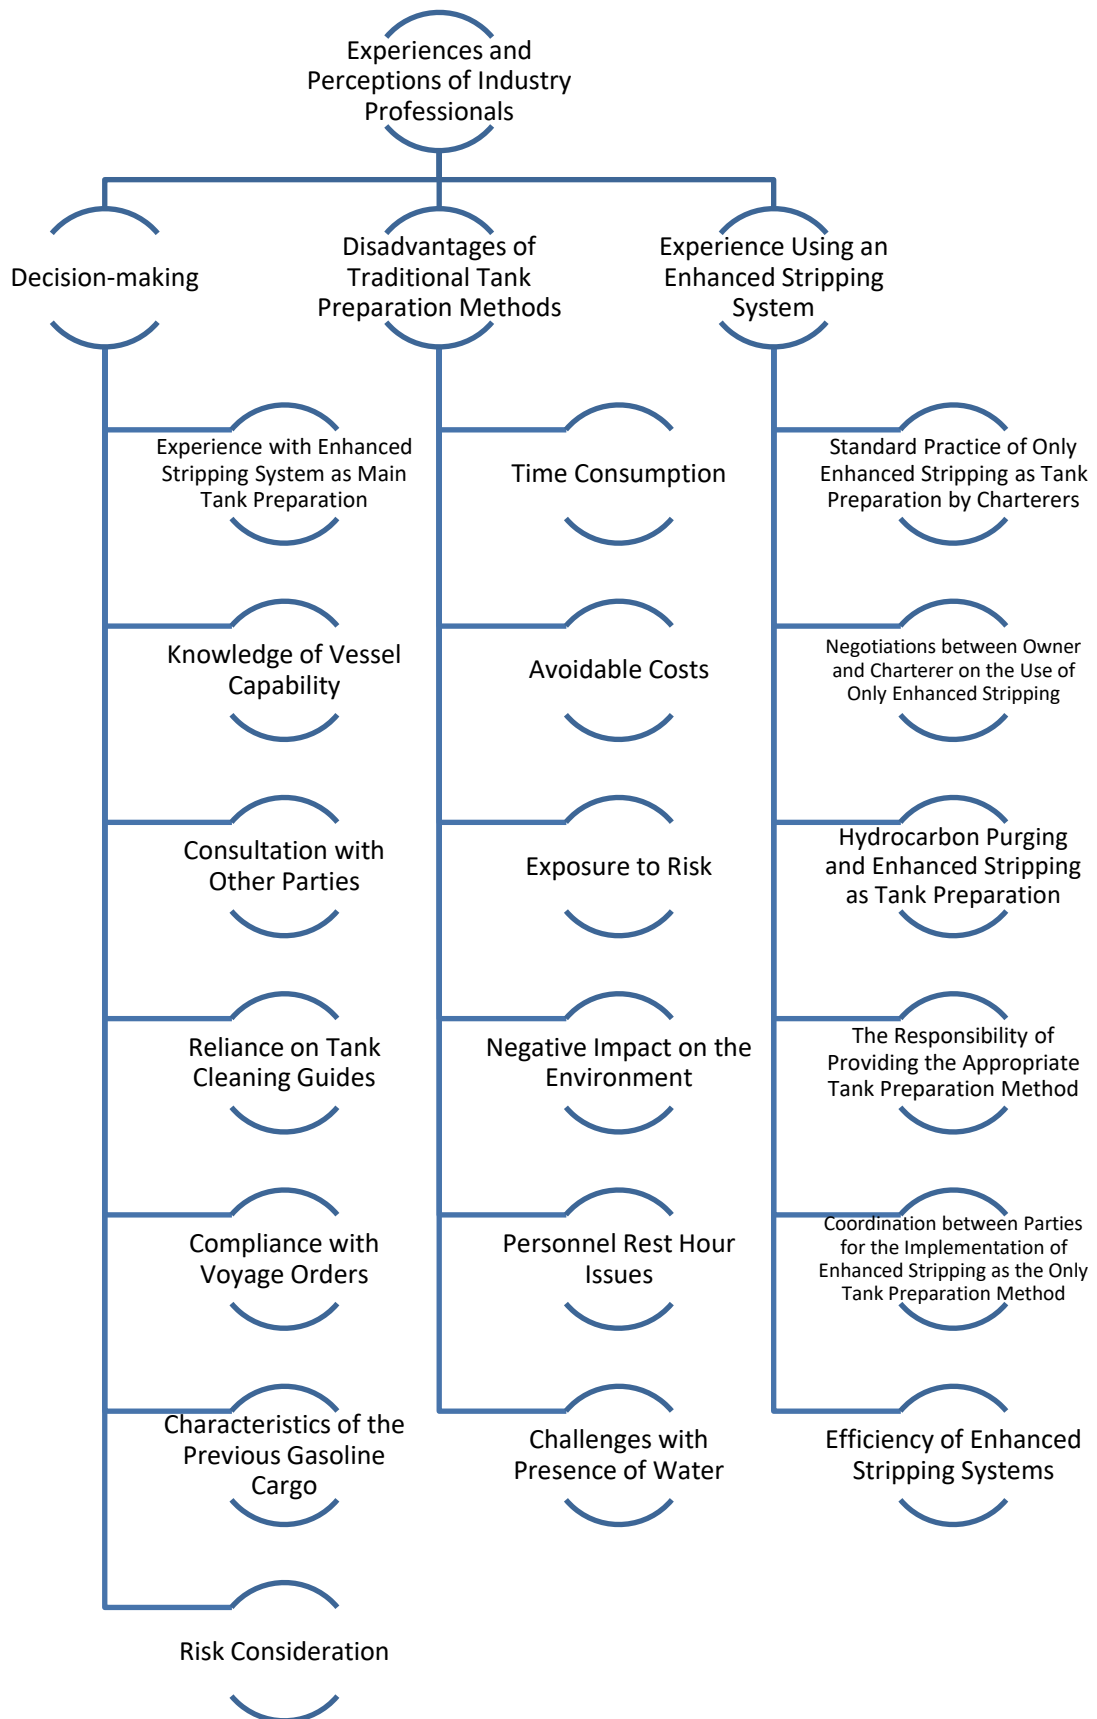 Experiences and
Perceptions of Industry
Professionals
Decision-making
Disadvantages of
Traditional Tank
Preparation Methods
Experience Using an
Enhanced Stripping
System
Experience with Enhanced
Stripping System as Main
Tank Preparation
Knowledge of Vessel
Capability
Consultation with
Other Parties
Reliance on Tank
Cleaning Guides
Compliance with
Voyage Orders
Characteristics of the
Previous Gasoline
Cargo
Risk Consideration
Time Consumption
Avoidable Costs
Exposure to Risk
Negative Impact on the
Environment
Personnel Rest Hour
Issues
Challenges with
Presence of Water
Standard Practice of Only
Enhanced Stripping as Tank
Preparation by Charterers
Negotiations between Owner
and Charterer on the Use of
Only Enhanced Stripping
Hydrocarbon Purging
and Enhanced Stripping
as Tank Preparation
The Responsibility of
Providing the Appropriate
Tank Preparation Method
Coordination between Parties
for the Implementation of
Enhanced Stripping as the Only
Tank Preparation Method
Efficiency of Enhanced
Stripping Systems